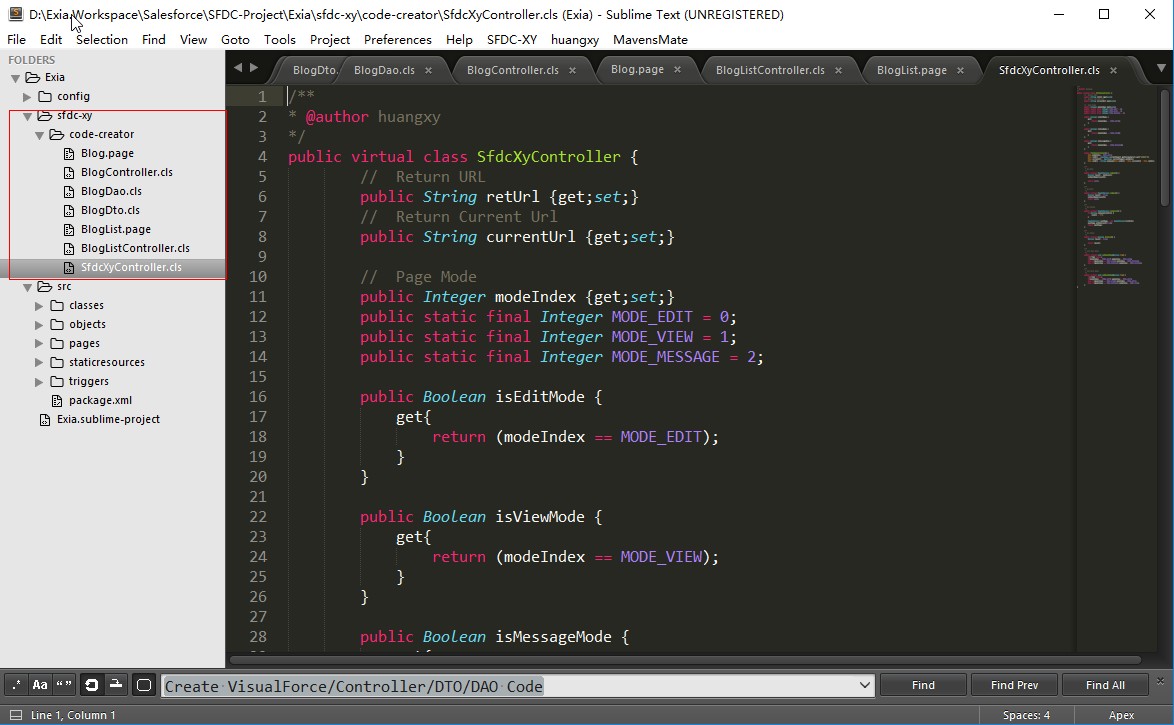 D:\Exia.Workspace\Salesforce\SFDC-Project\Exia\sfdc-xy\code-creator\SfdcXyController.cls (Exia) - Sublime Text (UNREGISTERED)
File Edit Selection Find View Goto Tools Project Preferences Help SFDC-XY huangxy MavensMate
FOLDERS
Exia
config
sfdc-xy
code-creator
Blog.page
BlogController.cls
BlogDao.cls
BlogDto.cls
BlogList.page
BlogListController.cls
SfdcXyController.cls
src
classes
objects
pages
staticresources
triggers
package.xml
Exia.sublime-project
BlogDto. BlogDao.cls × BlogController.cls × Blog.page × BlogListController.cls × BlogList.page × SfdcXyController.cls ×
1 /**
2 * @author huangxy
3 */
4 public virtual class SfdcXyController {
5 // Return URL
6 public String retUrl {get;set;}
7 // Return Current Url
8 public String currentUrl {get;set;}
9
10 // Page Mode
11 public Integer modeIndex {get;set;}
12 public static final Integer MODE_EDIT = 0;
13 public static final Integer MODE_VIEW = 1;
14 public static final Integer MODE_MESSAGE = 2;
15
16 public Boolean isEditMode {
17 get{
18 return (modeIndex == MODE_EDIT);
19 }
20 }
21
22 public Boolean isViewMode {
23 get{
24 return (modeIndex == MODE_VIEW);
25 }
26 }
27
28 public Boolean isMessageMode {
.* Aa “” Create VisualForce/Controller/DTO/DAO Code Find Find Prev Find All ×
Line 1, Column 1 Spaces: 4 Apex